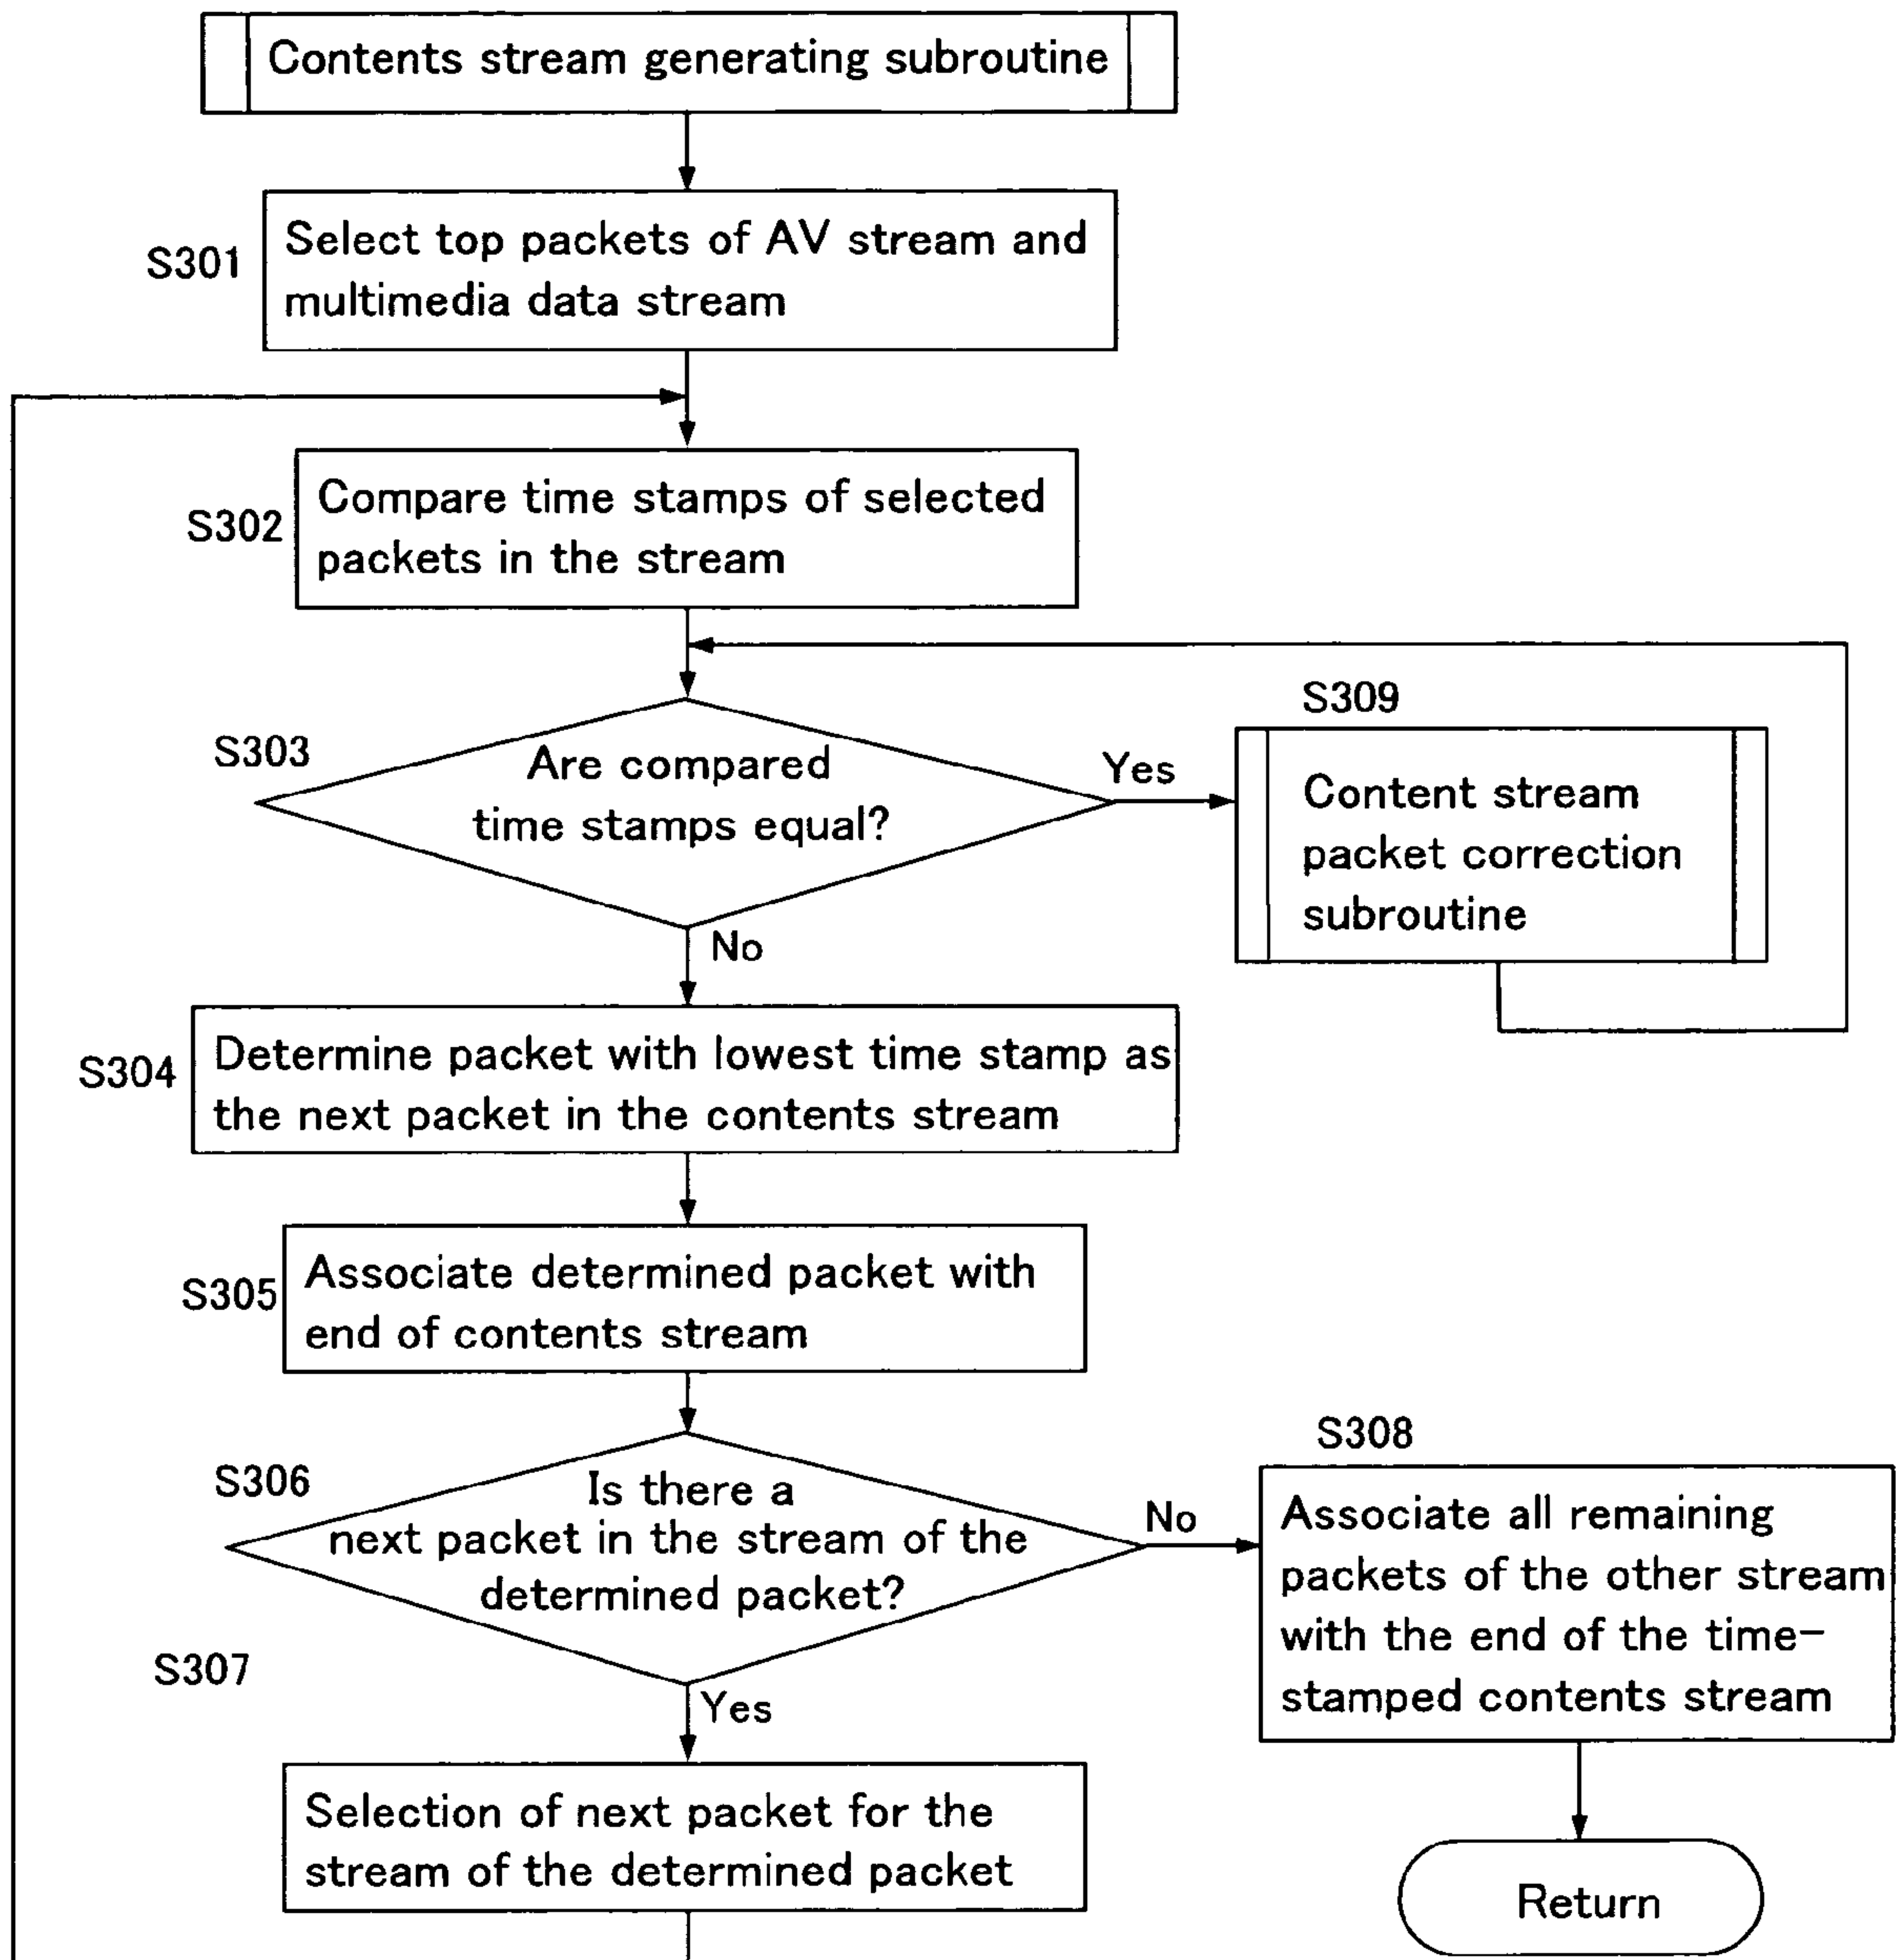 Contents stream generating subroutine
S301
Select top packets of AV stream and
multimedia data stream
S302
Compare time stamps of selected
packets in the stream
S303
Are compared
time stamps equal?
Yes
No
S309
Content stream
packet correction
subroutine
S304
Determine packet with lowest time stamp as
the next packet in the contents stream
S305
Associate determined packet with
end of contents stream
S306
Is there a
next packet in the stream of the
determined packet?
No
Yes
S308
Associate all remaining
packets of the other stream
with the end of the time-
stamped contents stream
S307
Selection of next packet for the
stream of the determined packet
Return